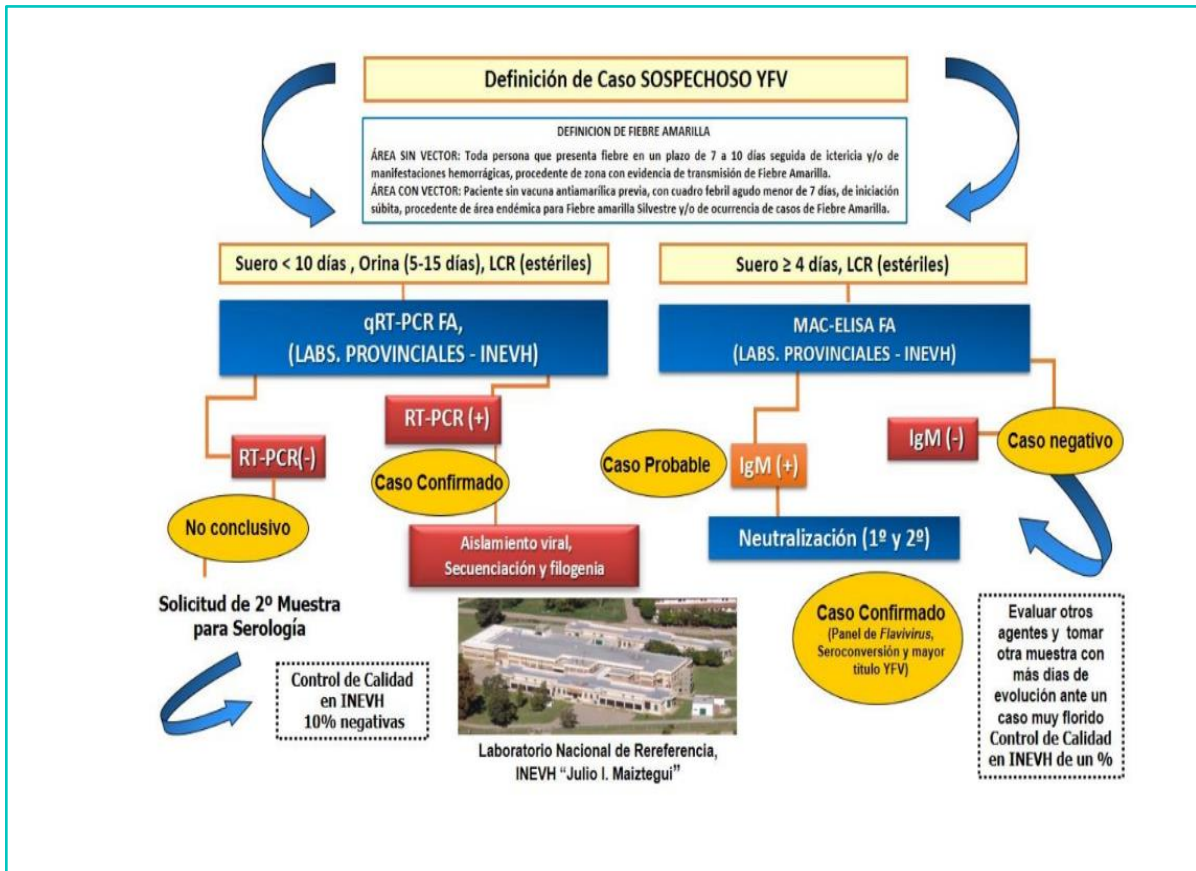 Definición de Caso SOSPECHOSO YFV
DEFINICION DE FIEBRE AMARILLA
ÁREA SIN VECTOR: Toda persona que presenta fiebre en un plazo de 7 a 10 días seguida de ictericia y/o de
manifestaciones hemorrágicas, procedente de zona con evidencia de transmisión de Fiebre Amarilla.
ÁREA CON VECTOR: Paciente sin vacuna antiamarílica previa, con cuadro febril agudo menor de 7 días, de iniciación
súbita, procedente de área endémica para Fiebre amarilla Silvestre y/o de ocurrencia de casos de Fiebre Amarilla.
Suero < 10 días , Orina (5-15 días), LCR (estériles)
qRT-PCR FA,
(LABS. PROVINCIALES - INEVH)
RT-PCR (+)
Caso Confirmado
RT-PCR(-)
No conclusivo
Aislamiento viral,
Secuenciación y filogenia
Solicitud de 2º Muestra
para Serología
Control de Calidad
en INEVH
10% negativas
Laboratorio Nacional de Rereferencia,
INEVH “Julio I. Maiztegui”
Suero ≥ 4 días, LCR (estériles)
MAC-ELISA FA
(LABS. PROVINCIALES - INEVH)
Caso Probable
IgM (+)
IgM (-)
Caso negativo
Neutralización (1º y 2º)
Caso Confirmado
(Panel de Flavivirus,
Seroconversión y mayor
título YFV)
Evaluar otros
agentes y tomar
otra muestra con
más días de
evolución ante un
caso muy florido
Control de Calidad
en INEVH de un %